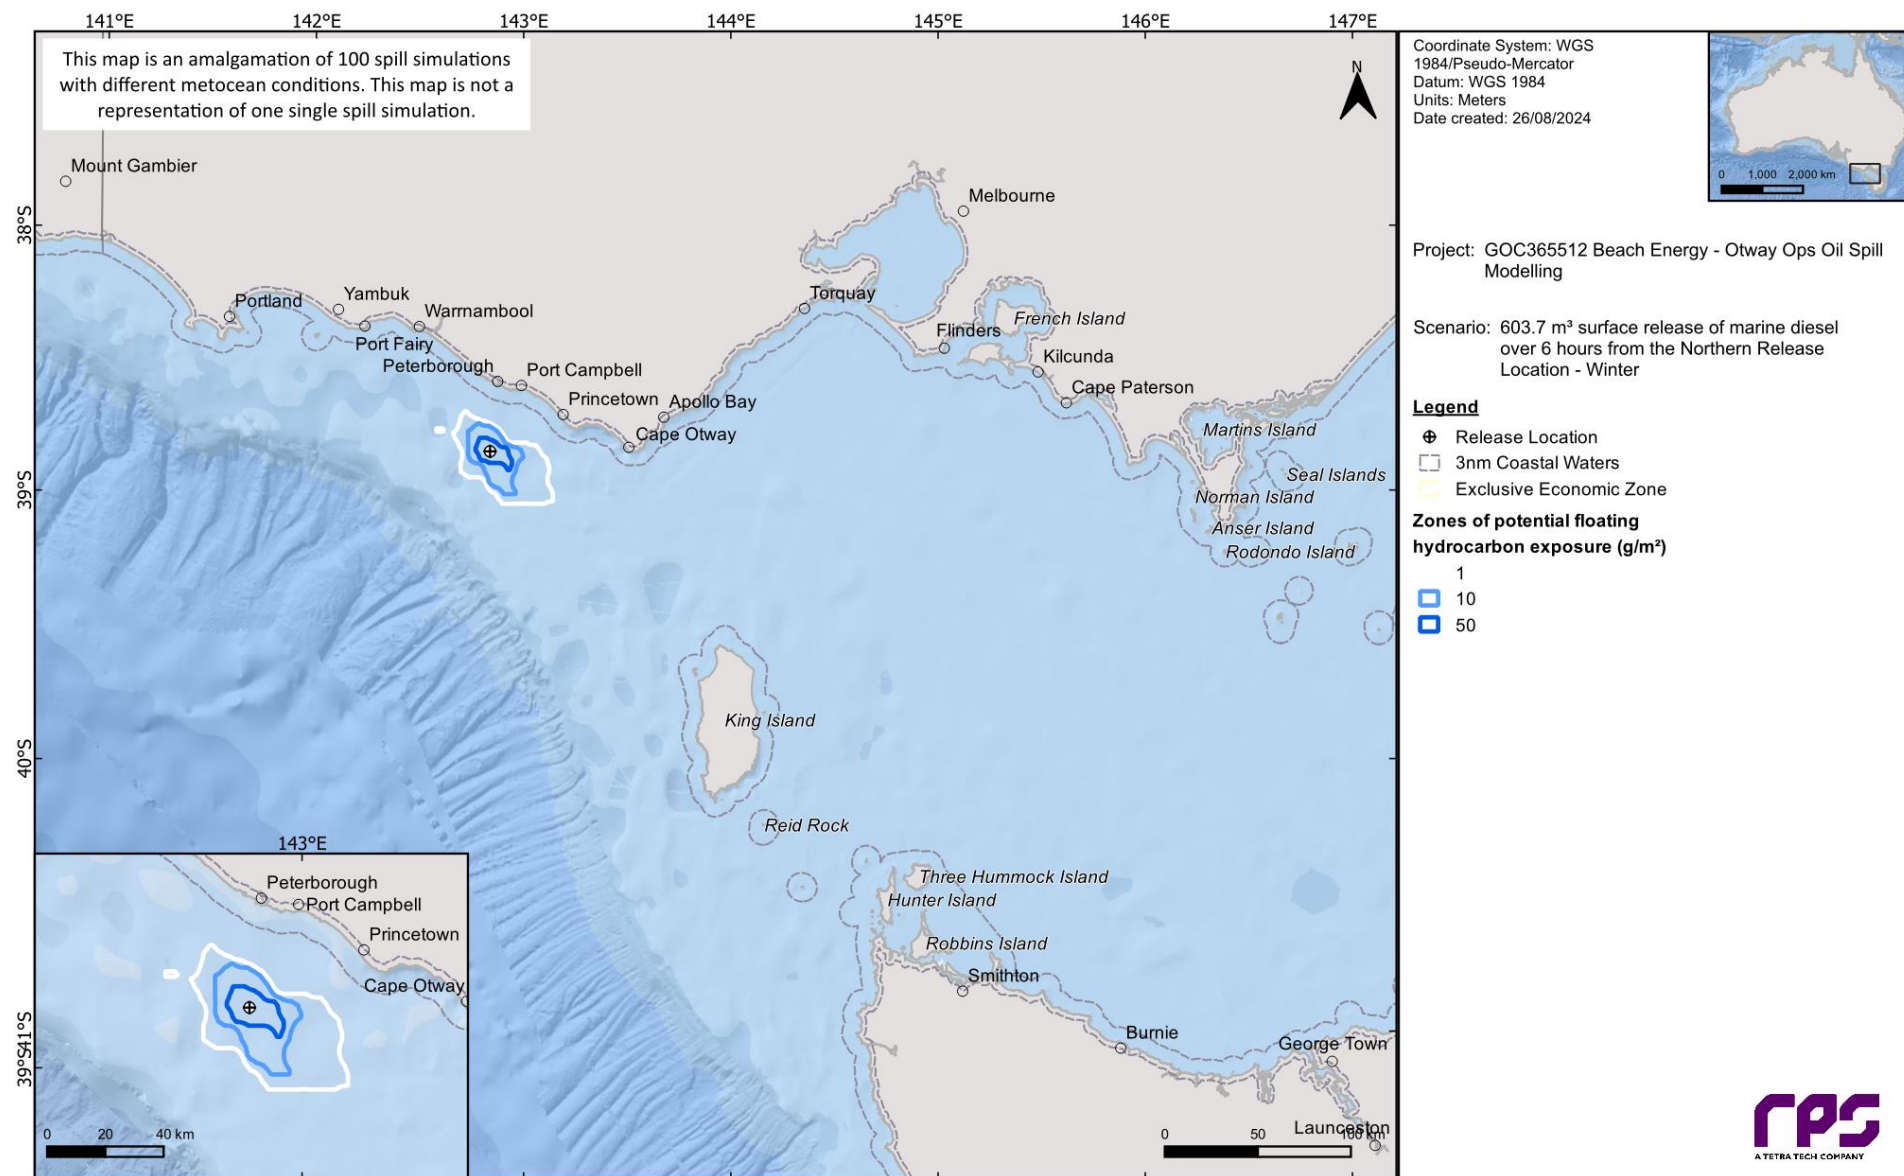 141°E 142°E 143°E 144°E 145°E 146°E 147°E
This map is an amalgamation of 100 spill simulations
with different metocean conditions. This map is not a
representation of one single spill simulation.
N
Mount Gambier
Melbourne
38°S
Portland
Yambuk
Warrnambool
Port Fairy
Torquay
French Island
Flinders
Kilcunda
Peterborough
Port Campbell
Princetown
Apollo Bay
Cape Paterson
Cape Otway
Martins Island
Seal Islands
39°S
Norman Island
Anser Island
Rodondo Island
King Island
40°S
Reid Rock
Three Hummock Island
Hunter Island
Robbins Island
Smithton
41°S
Burnie
George Town
Launceston
0 50 100 km
143°E
Peterborough
Port Campbell
Princetown
Cape Otway
39°S
0 20 40 km
Coordinate System: WGS
1984/Pseudo-Mercator
Datum: WGS 1984
Units: Meters
Date created: 26/08/2024
0 1,000 2,000 km
Project: GOC365512 Beach Energy - Otway Ops Oil Spill
Modelling
Scenario: 603.7 m³ surface release of marine diesel
over 6 hours from the Northern Release
Location - Winter
Legend
Release Location
3nm Coastal Waters
Exclusive Economic Zone
Zones of potential floating
hydrocarbon exposure (g/m²)
1
10
50
rps
A TETRA TECH COMPANY